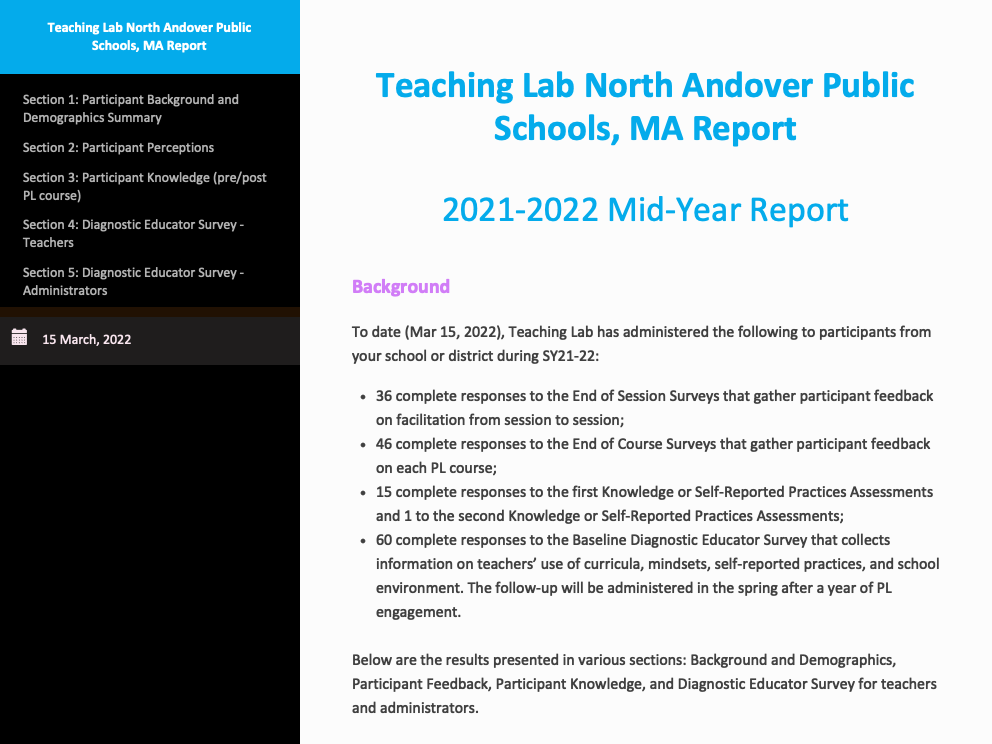 Teaching Lab North Andover Public
Schools, MA Report
Section 1: Participant Background and
Demographics Summary
Section 2: Participant Perceptions
Section 3: Participant Knowledge (pre/post
PL course)
Section 4: Diagnostic Educator Survey -
Teachers
Section 5: Diagnostic Educator Survey -
Administrators
15 March, 2022
Teaching Lab North Andover Public
Schools, MA Report
2021-2022 Mid-Year Report
Background
To date (Mar 15, 2022), Teaching Lab has administered the following to participants from
your school or district during SY21-22:
• 36 complete responses to the End of Session Surveys that gather participant feedback
on facilitation from session to session;
• 46 complete responses to the End of Course Surveys that gather participant feedback
on each PL course;
• 15 complete responses to the first Knowledge or Self-Reported Practices Assessments
and 1 to the second Knowledge or Self-Reported Practices Assessments;
• 60 complete responses to the Baseline Diagnostic Educator Survey that collects
information on teachers’ use of curricula, mindsets, self-reported practices, and school
environment. The follow-up will be administered in the spring after a year of PL
engagement.
Below are the results presented in various sections: Background and Demographics,
Participant Feedback, Participant Knowledge, and Diagnostic Educator Survey for teachers
and administrators.